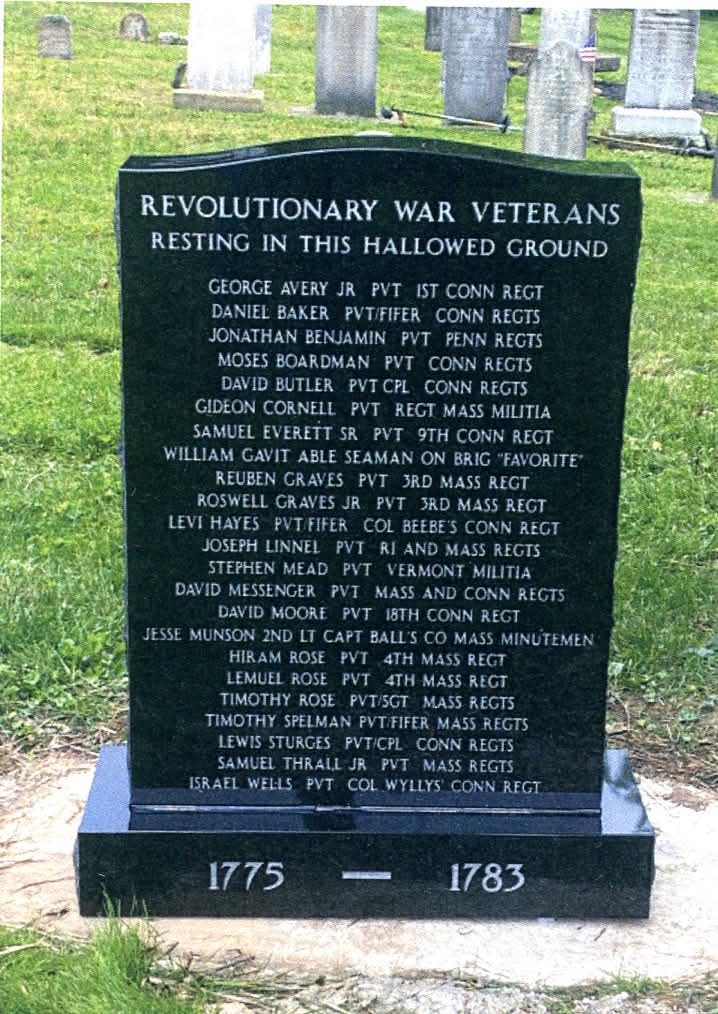 REVOLUTIONARY WAR VETERANS
RESTING IN THIS HALLOWED GROUND
GEORGE AVERY JR PVT 1ST CONN REGT
DANIEL BAKER PVT/FIFER CONN REGTS
JONATHAN BENJAMIN PVT PENN REGTS
MOSES BOARDMAN PVT CONN REGTS
DAVID BUTLER PVT CPL CONN REGTS
GIDEON CORNELL PVT REGT MASS MILITIA
SAMUEL EVERETT SR PVT 9TH CONN REGT
WILLIAM GAVIT ABLE SEAMAN ON BRIG "FAVORITE"
REUBEN GRAVES PVT 3RD MASS REGT
ROSWELL GRAVES JR PVT 3RD MASS REGT
LEVI HAYES PVT/FIFER COL BEEBE'S CONN REGT
JOSEPH LINNEL PVT RI AND MASS REGTS
STEPHEN MEAD PVT VERMONT MILITIA
DAVID MESSENGER PVT MASS AND CONN REGTS
DAVID MOORE PVT 18TH CONN REGT
JESSE MUNSON 2ND LT CAPT BALL'S CO MASS MINUTEMEN
HIRAM ROSE PVT 4TH MASS REGT
LEMUEL ROSE PVT 4TH MASS REGT
TIMOTHY ROSE PVT/SGT MASS REGTS
TIMOTHY SPELMAN PVT/FIFER MASS REGTS
LEWIS STURGES PVT/CPL CONN REGTS
SAMUEL THRALL JR PVT MASS REGTS
ISRAEL WELLS PVT COL WYLLYS' CONN REGT
1775 — 1783